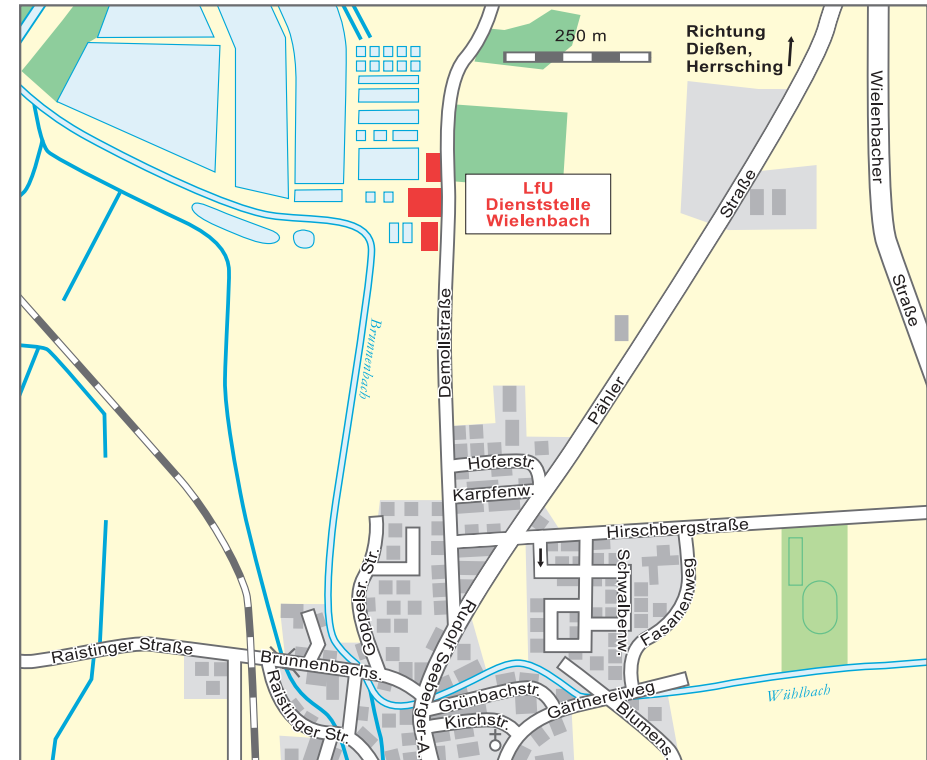 250 m
Richtung
Dießen,
Herrsching
Wielenbacher
Straße
LfU
Dienststelle
Wielenbach
Straße
Pähler
Demollstraße
Brunnenbach
Hoferstr.
Karpfenw.
Hirschbergstraße
Goppelsr. Str.
Schwalbenw.
Fasanenweg
Rudolf Seeberger-A.
Raistinger Straße
Brunnenbachs.
Raistinger Str.
Grünbachstr.
Kirchstr.
Gärtnereiweg
Blumens.
Wühlbach